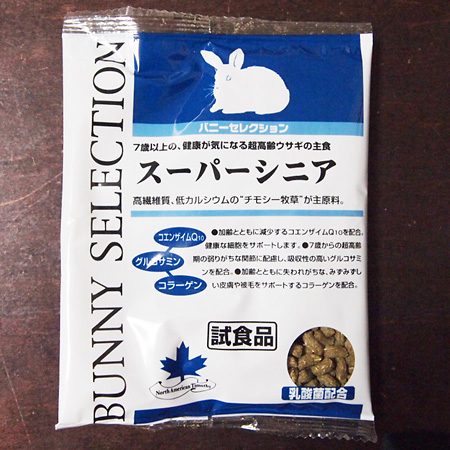 BUNNY SELECTION
バニーセレクション
7歳以上の、健康が気になる超高齢ウサギの主食
スーパーシニア
高繊維質、低カルシウムの"チモシー牧草"が主原料。
コエンザイムQ10
グルコサミン
コラーゲン
●加齢とともに減少するコエンザイムQ10を配合。
健康な細胞をサポートします。●7歳からの超高齢
期の弱りがちな関節に配慮し、吸収性の高いグルコサミ
ンを配合。●加齢とともに失われがちな、みずみずし
い皮膚や被毛をサポートするコラーゲンを配合。
試食品
North American Timothy
乳酸菌配合